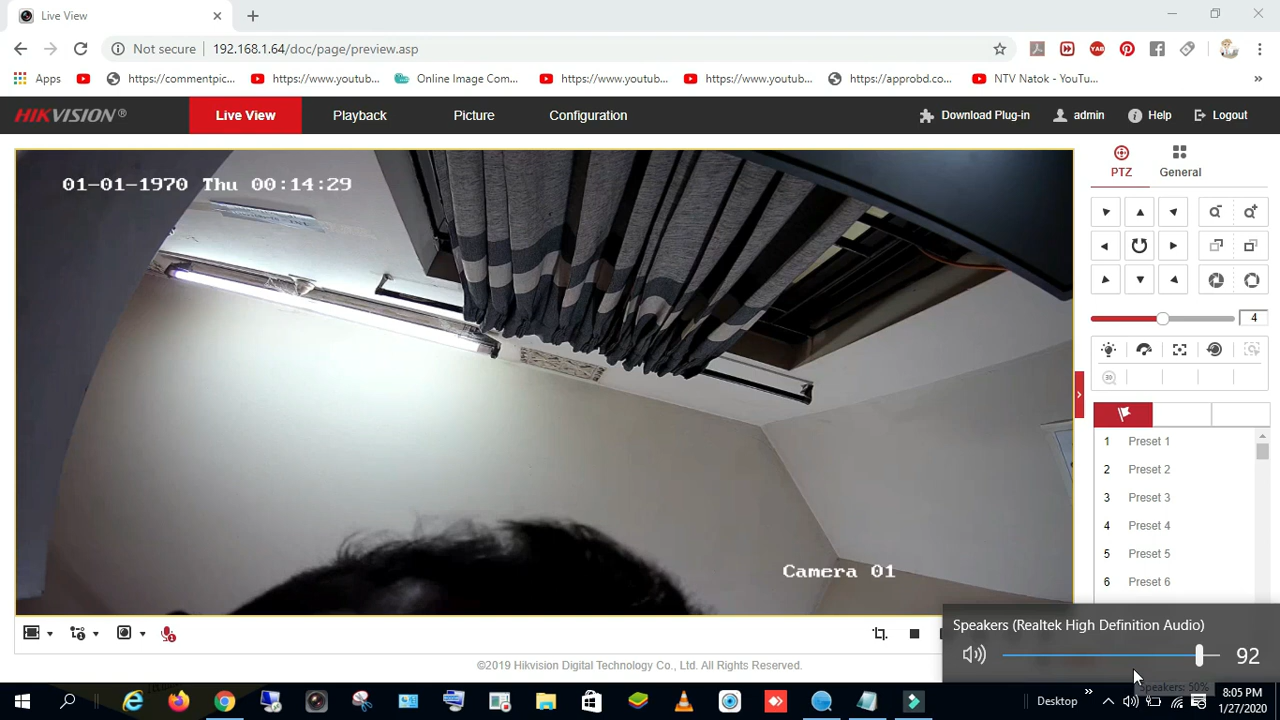 Live View
Not secure
192.168.1.64/doc/page/preview.asp
YAB
Apps
https://commentpic...
https://www.youtub...
Online Image Com...
https://www.youtub...
https://www.youtub...
https://approbd.co...
NTV Natok - YouTu...
HIKVISION®
Live View
Playback
Picture
Configuration
Download Plug-in
admin
Help
Logout
01-01-1970 Thu 00:14:29
PTZ
General
4
3D
1 Preset 1
2 Preset 2
3 Preset 3
4 Preset 4
5 Preset 5
6 Preset 6
Camera 01
©2019 Hikvision Digital Technology Co., Ltd. All Rights Reserved.
Speakers (Realtek High Definition Audio)
92
Speakers: 50%
Desktop
8:05 PM
1/27/2020